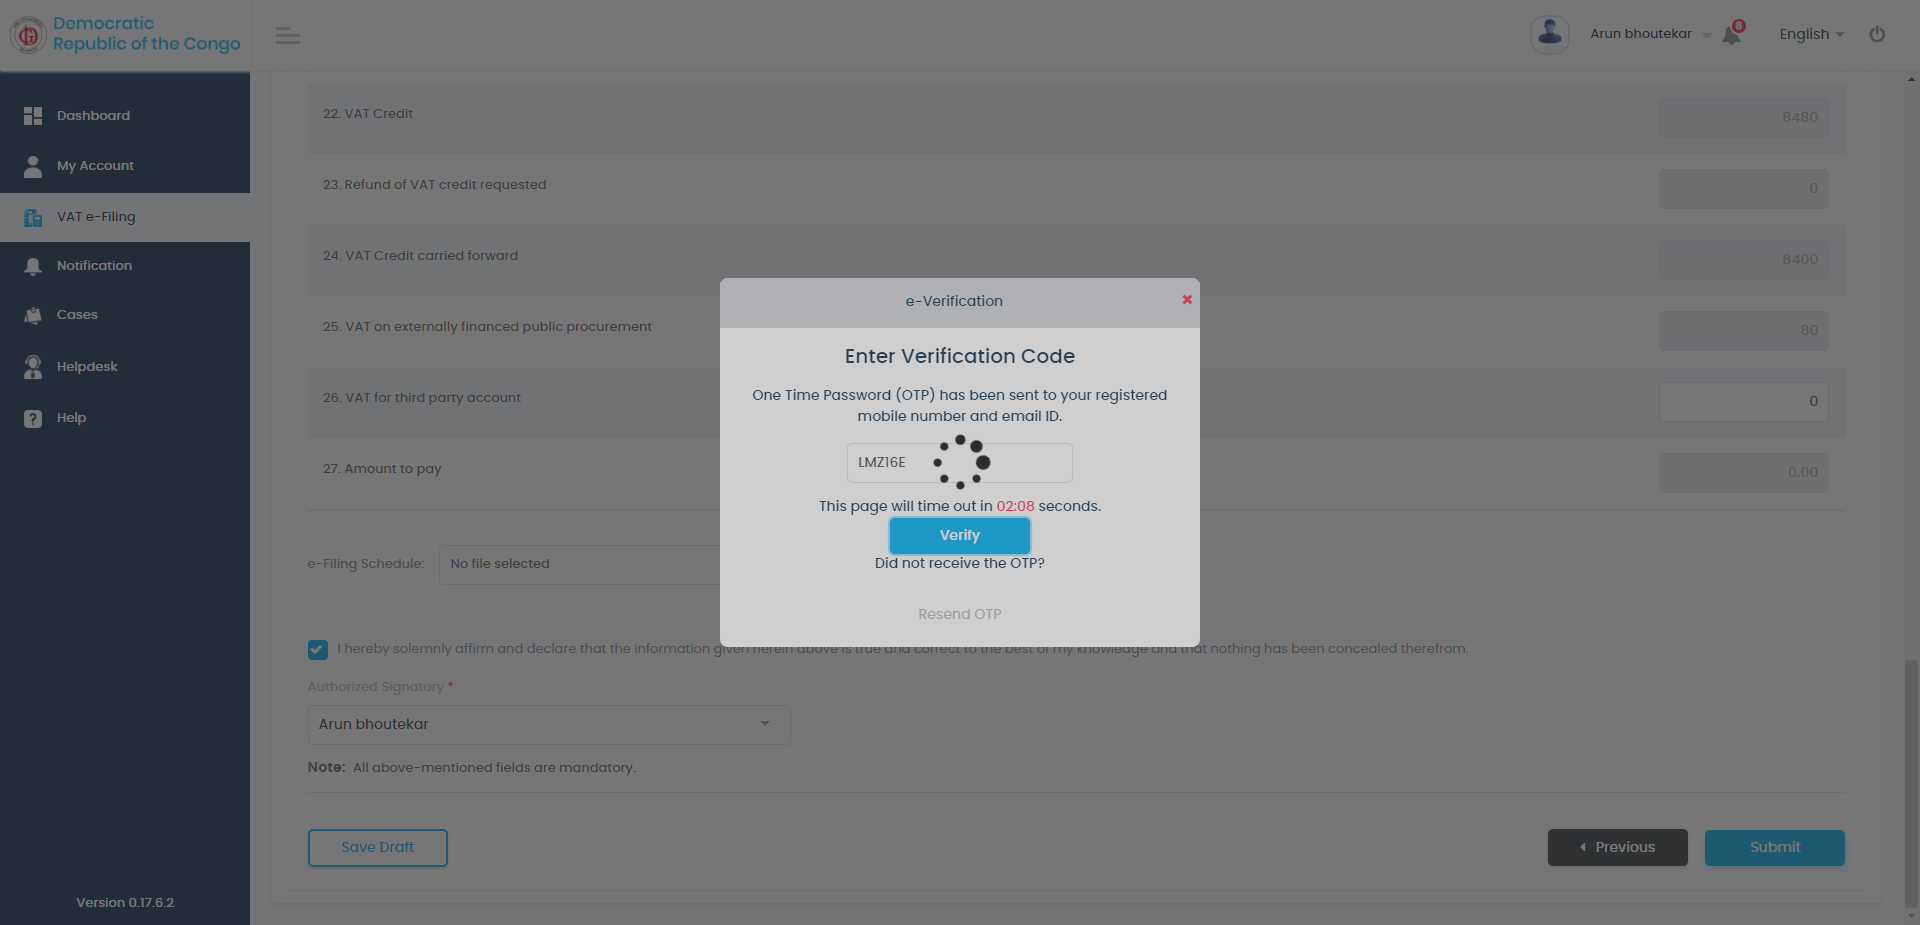 Democratic
Republic of the Congo
Arun bhoutekar
8
English
Dashboard
My Account
VAT e-Filing
Notification
Cases
Helpdesk
? Help
Version 0.17.6.2
22. VAT Credit
8480
23. Refund of VAT credit requested
0
24. VAT Credit carried forward
8400
25. VAT on externally financed public procurement
80
26. VAT for third party account
0
27. Amount to pay
0.00
e-Verification
Enter Verification Code
One Time Password (OTP) has been sent to your registered
mobile number and email ID.
LMZ16E
This page will time out in 02:08 seconds.
Verify
Did not receive the OTP?
Resend OTP
e-Filing Schedule:
No file selected
I hereby solemnly affirm and declare that the information given herein above is true and correct to the best of my knowledge and that nothing has been concealed therefrom.
Authorized Signatory *
Arun bhoutekar
Note: All above-mentioned fields are mandatory.
Save Draft
Previous
Submit